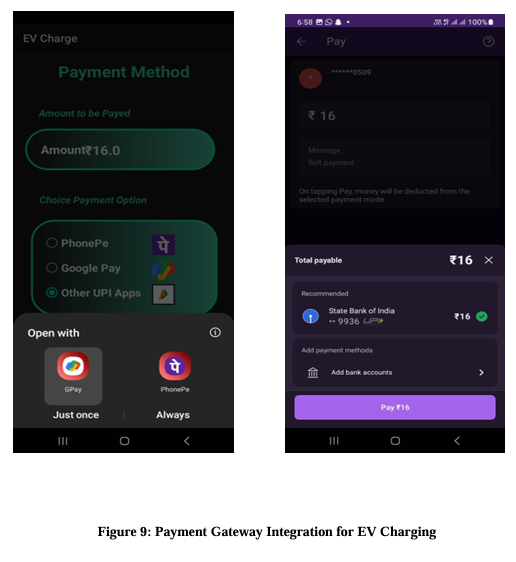 EV Charge
Payment Method
Amount to be Payed
Amount₹16.0
Choice Payment Option
PhonePe
पे
Google Pay
Other UPI Apps
Open with
GPay
पे
PhonePe
Just once
Always
6:58
100%
Pay
******0509
₹ 16
Message
Soit payment
On tapping Pay, money will be deducted from the
selected payment mode.
Total payable
₹16
Recommended
State Bank of India
•• 9936
₹16
Add payment methods
Add bank accounts
Pay ₹16
Figure 9: Payment Gateway Integration for EV Charging